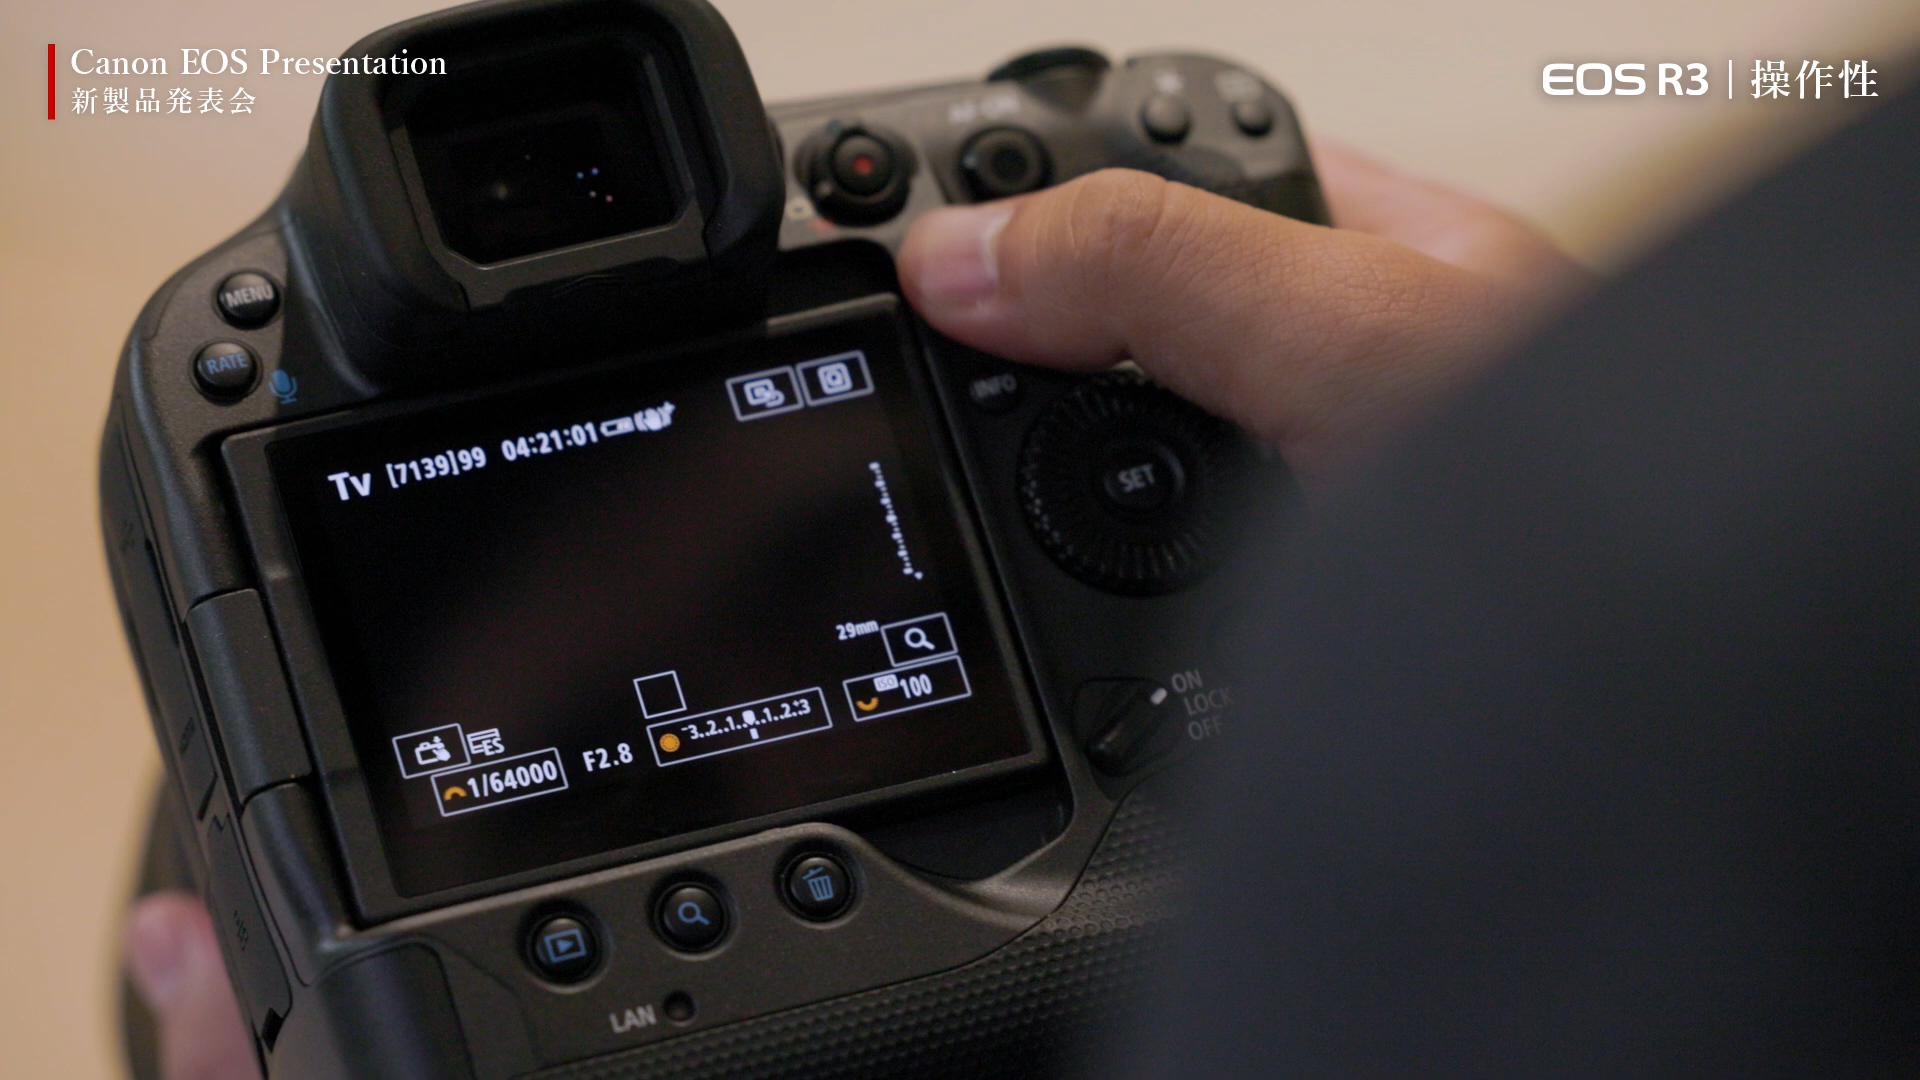 Canon EOS Presentation
新製品発表会
EOS R3 | 操作性
MENU
RATE
INFO
SET
Tv [7139]99 04:21:01
29mm
ISO 100
ES
1/64000 F2.8 -3..2..1..1..2..+3
ON
LOCK
OFF
LAN